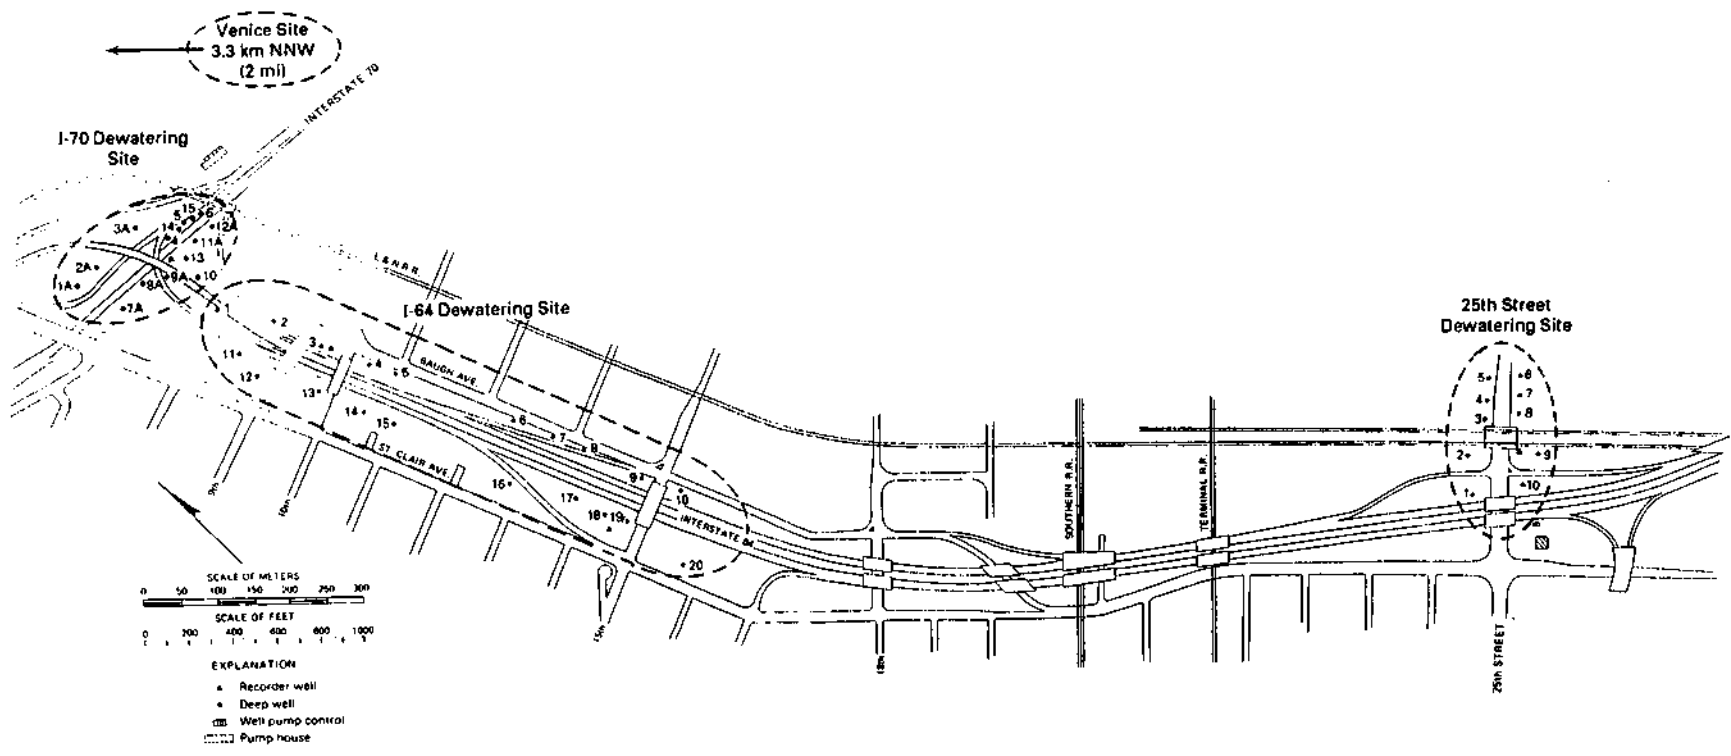 Venice Site
3.3 km NNW
(2 mi)
INTERSTATE 70
I-70 Dewatering
Site
15
5
6
14
12A
3A
4
11A
13
2A
9A
10
1A
8A
7A
L & N R.R.
I-64 Dewatering Site
1
2
3
4
5
BAUGH AVE.
11
12
13
14
15
6
7
8
ST. CLAIR AVE.
9
10
16
17
18
19
INTERSTATE 64
20
9th
10th
15th
18th
SOUTHERN R.R.
TERMINAL R.R.
25th Street
Dewatering Site
5
6
4
7
3
8
2
9
1
10
25th STREET
SCALE OF METERS
0 50 100 150 200 250 300
SCALE OF FEET
0 200 400 600 800 1000
EXPLANATION
Recorder well
Deep well
Well pump control
Pump house